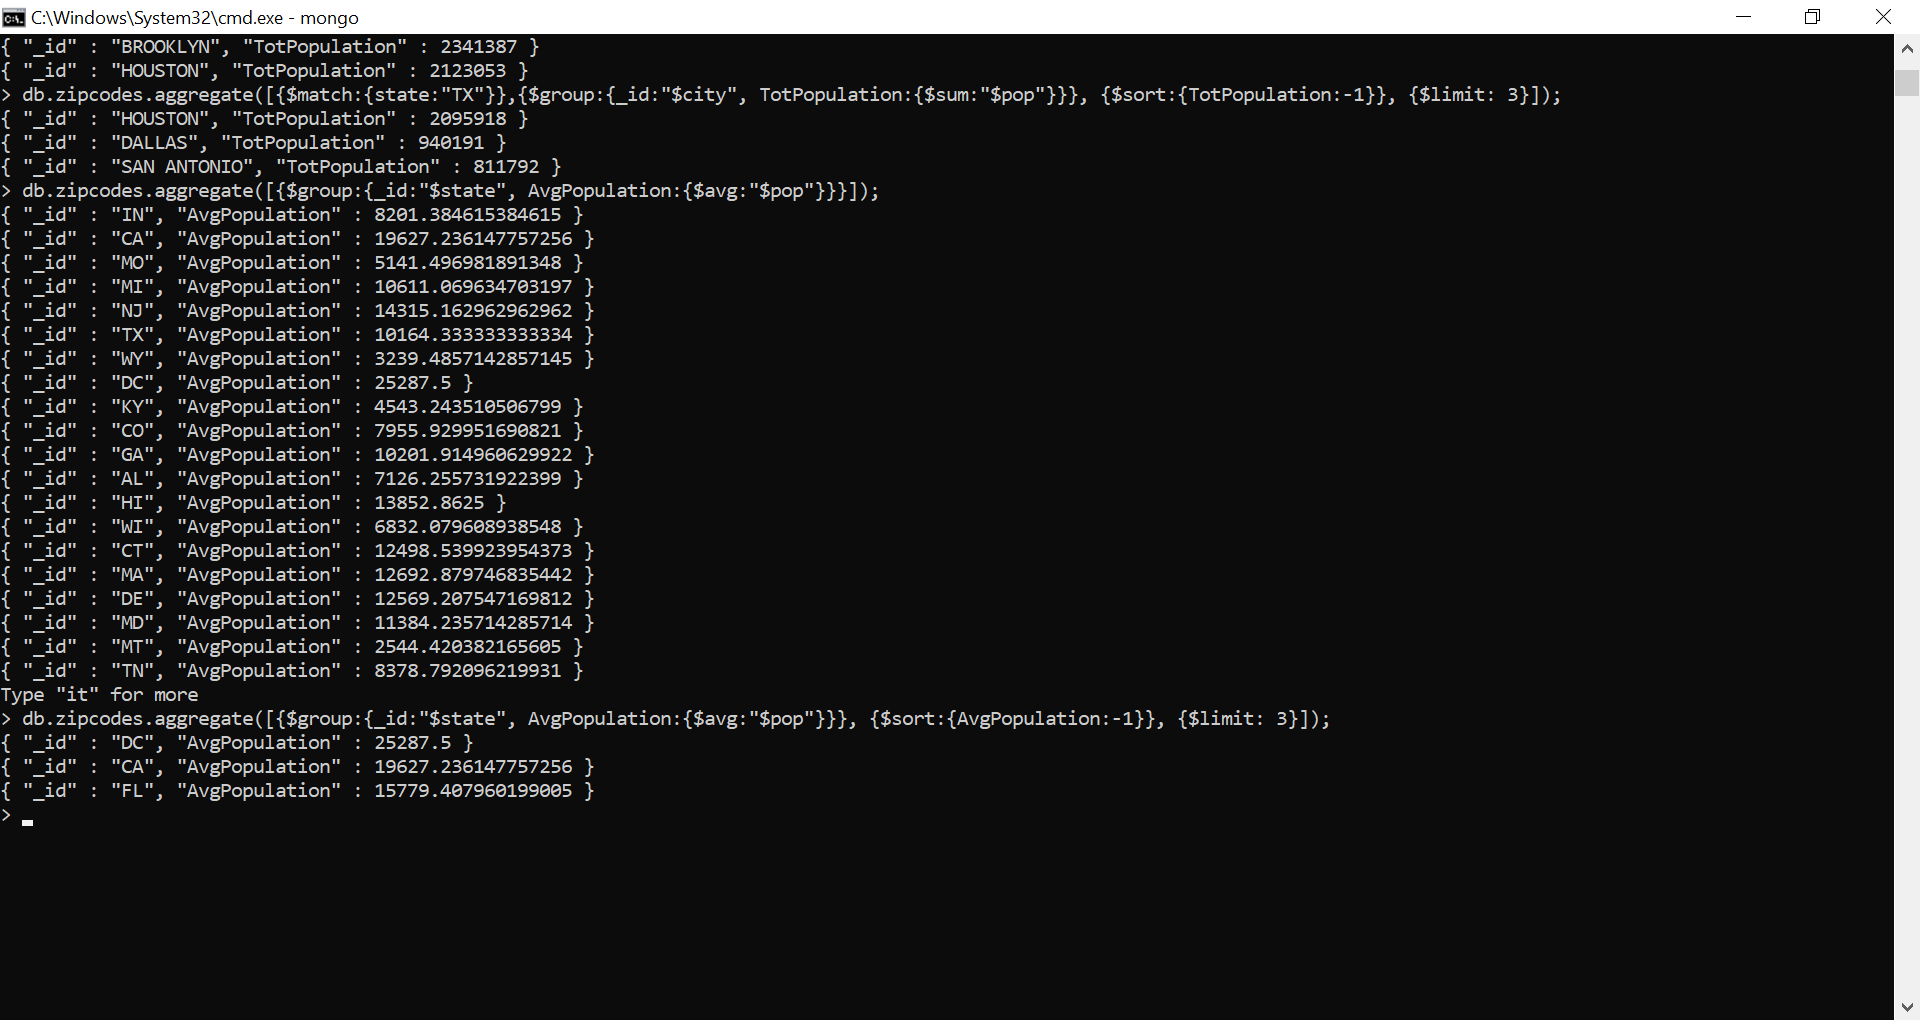 C:\Windows\System32\cmd.exe - mongo
{ "_id" : "BROOKLYN", "TotPopulation" : 2341387 }
{ "_id" : "HOUSTON", "TotPopulation" : 2123053 }
> db.zipcodes.aggregate([{$match:{state:"TX"}},{$group:{_id:"$city", TotPopulation:{$sum:"$pop"}}}, {$sort:{TotPopulation:-1}}, {$limit: 3}]);
{ "_id" : "HOUSTON", "TotPopulation" : 2095918 }
{ "_id" : "DALLAS", "TotPopulation" : 940191 }
{ "_id" : "SAN ANTONIO", "TotPopulation" : 811792 }
> db.zipcodes.aggregate([{$group:{_id:"$state", AvgPopulation:{$avg:"$pop"}}}]);
{ "_id" : "IN", "AvgPopulation" : 8201.384615384615 }
{ "_id" : "CA", "AvgPopulation" : 19627.236147757256 }
{ "_id" : "MO", "AvgPopulation" : 5141.496981891348 }
{ "_id" : "MI", "AvgPopulation" : 10611.069634703197 }
{ "_id" : "NJ", "AvgPopulation" : 14315.162962962962 }
{ "_id" : "TX", "AvgPopulation" : 10164.333333333334 }
{ "_id" : "WY", "AvgPopulation" : 3239.4857142857145 }
{ "_id" : "DC", "AvgPopulation" : 25287.5 }
{ "_id" : "KY", "AvgPopulation" : 4543.243510506799 }
{ "_id" : "CO", "AvgPopulation" : 7955.929951690821 }
{ "_id" : "GA", "AvgPopulation" : 10201.914960629922 }
{ "_id" : "AL", "AvgPopulation" : 7126.255731922399 }
{ "_id" : "HI", "AvgPopulation" : 13852.8625 }
{ "_id" : "WI", "AvgPopulation" : 6832.079608938548 }
{ "_id" : "CT", "AvgPopulation" : 12498.539923954373 }
{ "_id" : "MA", "AvgPopulation" : 12692.879746835442 }
{ "_id" : "DE", "AvgPopulation" : 12569.207547169812 }
{ "_id" : "MD", "AvgPopulation" : 11384.235714285714 }
{ "_id" : "MT", "AvgPopulation" : 2544.420382165605 }
{ "_id" : "TN", "AvgPopulation" : 8378.792096219931 }
Type "it" for more
> db.zipcodes.aggregate([{$group:{_id:"$state", AvgPopulation:{$avg:"$pop"}}}, {$sort:{AvgPopulation:-1}}, {$limit: 3}]);
{ "_id" : "DC", "AvgPopulation" : 25287.5 }
{ "_id" : "CA", "AvgPopulation" : 19627.236147757256 }
{ "_id" : "FL", "AvgPopulation" : 15779.407960199005 }
>